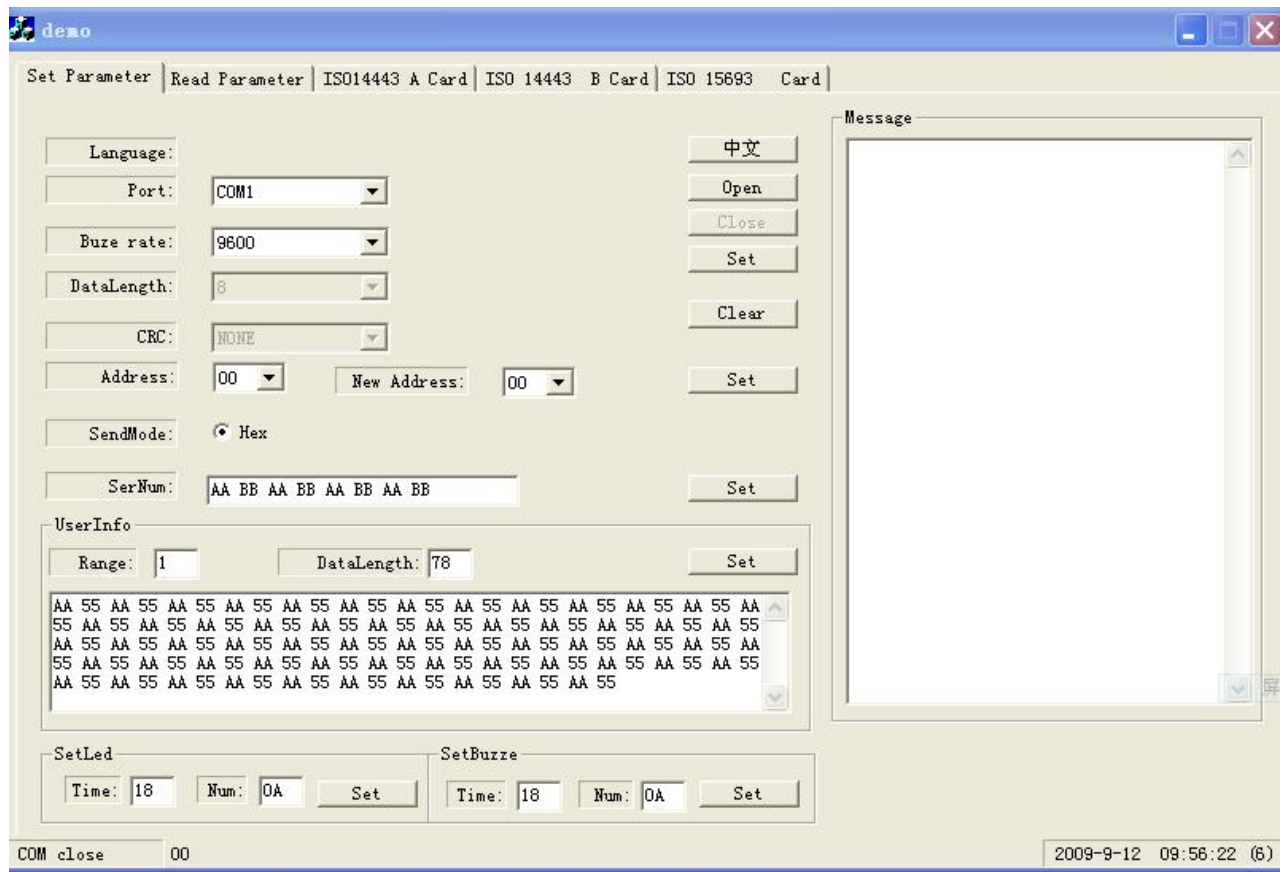 demo
Set Parameter Read Parameter ISO14443 A Card ISO 14443 B Card ISO 15693 Card
Message
Language: 中文
Port: COM1 Open
Close
Buze rate: 9600
Set
DataLength: 8
Clear
CRC: NONE
Address: 00 New Address: 00 Set
SendMode: Hex
SerNum: AA BB AA BB AA BB AA BB Set
UserInfo
Range: 1 DataLength: 78 Set
AA 55 AA 55 AA 55 AA 55 AA 55 AA 55 AA 55 AA 55 AA 55 AA 55 AA 55 AA 55 AA
55 AA 55 AA 55 AA 55 AA 55 AA 55 AA 55 AA 55 AA 55 AA 55 AA 55 AA 55 AA 55
AA 55 AA 55 AA 55 AA 55 AA 55 AA 55 AA 55 AA 55 AA 55 AA 55 AA 55 AA 55 AA
55 AA 55 AA 55 AA 55 AA 55 AA 55 AA 55 AA 55 AA 55 AA 55 AA 55 AA 55 AA 55
AA 55 AA 55 AA 55 AA 55 AA 55 AA 55 AA 55 AA 55 AA 55 AA 55
屏
SetLed SetBuzze
Time: 18 Num: 0A Set Time: 18 Num: 0A Set
COM close 00 2009-9-12 09:56:22 (6)